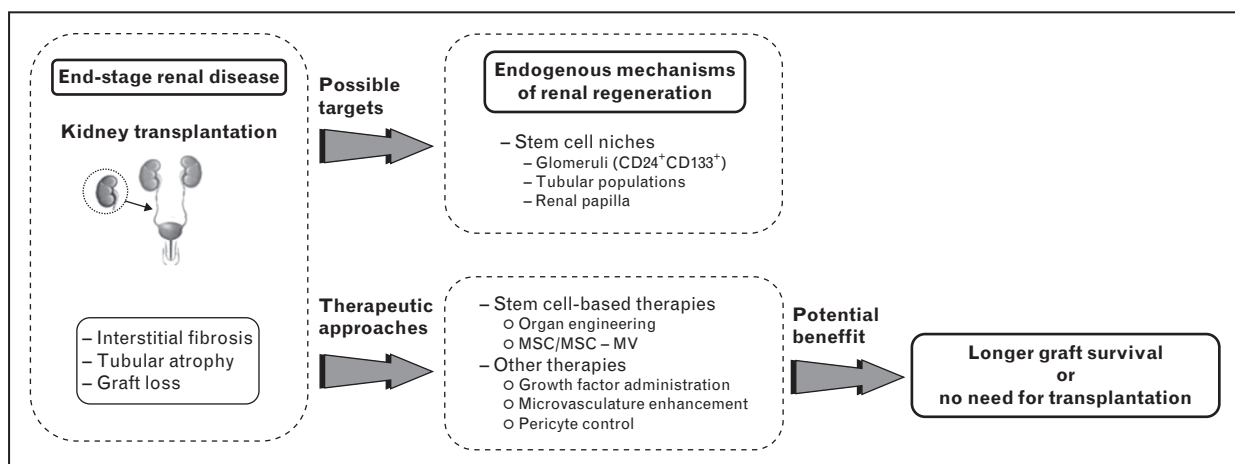 End-stage renal disease
Kidney transplantation
– Interstitial fibrosis
– Tubular atrophy
– Graft loss
Possible
targets
Endogenous mechanisms
of renal regeneration
– Stem cell niches
– Glomeruli (CD24⁺CD133⁺)
– Tubular populations
– Renal papilla
Therapeutic
approaches
– Stem cell-based therapies
○ Organ engineering
○ MSC/MSC – MV
– Other therapies
○ Growth factor administration
○ Microvasculature enhancement
○ Pericyte control
Potential
beneffit
Longer graft survival
or
no need for transplantation